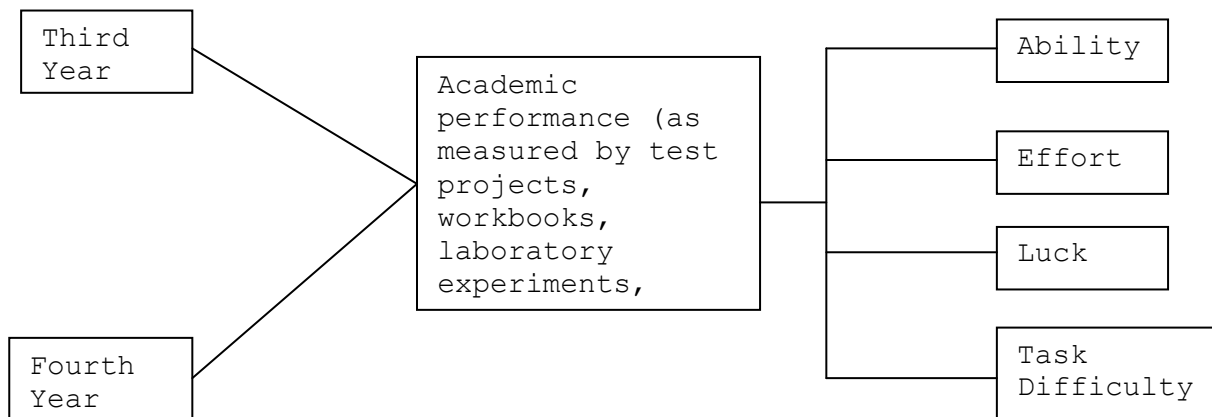 Third
Year
Fourth
Year
Academic
performance (as
measured by test
projects,
workbooks,
laboratory
experiments,
Ability
Effort
Luck
Task
Difficulty